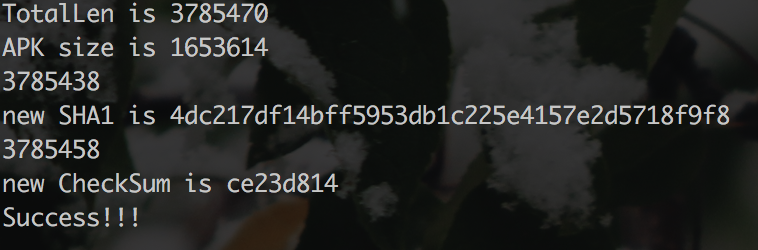 TotalLen is 3785470
APK size is 1653614
3785438
new SHA1 is 4dc217df14bff5953db1c225e4157e2d5718f9f8
3785458
new CheckSum is ce23d814
Success!!!